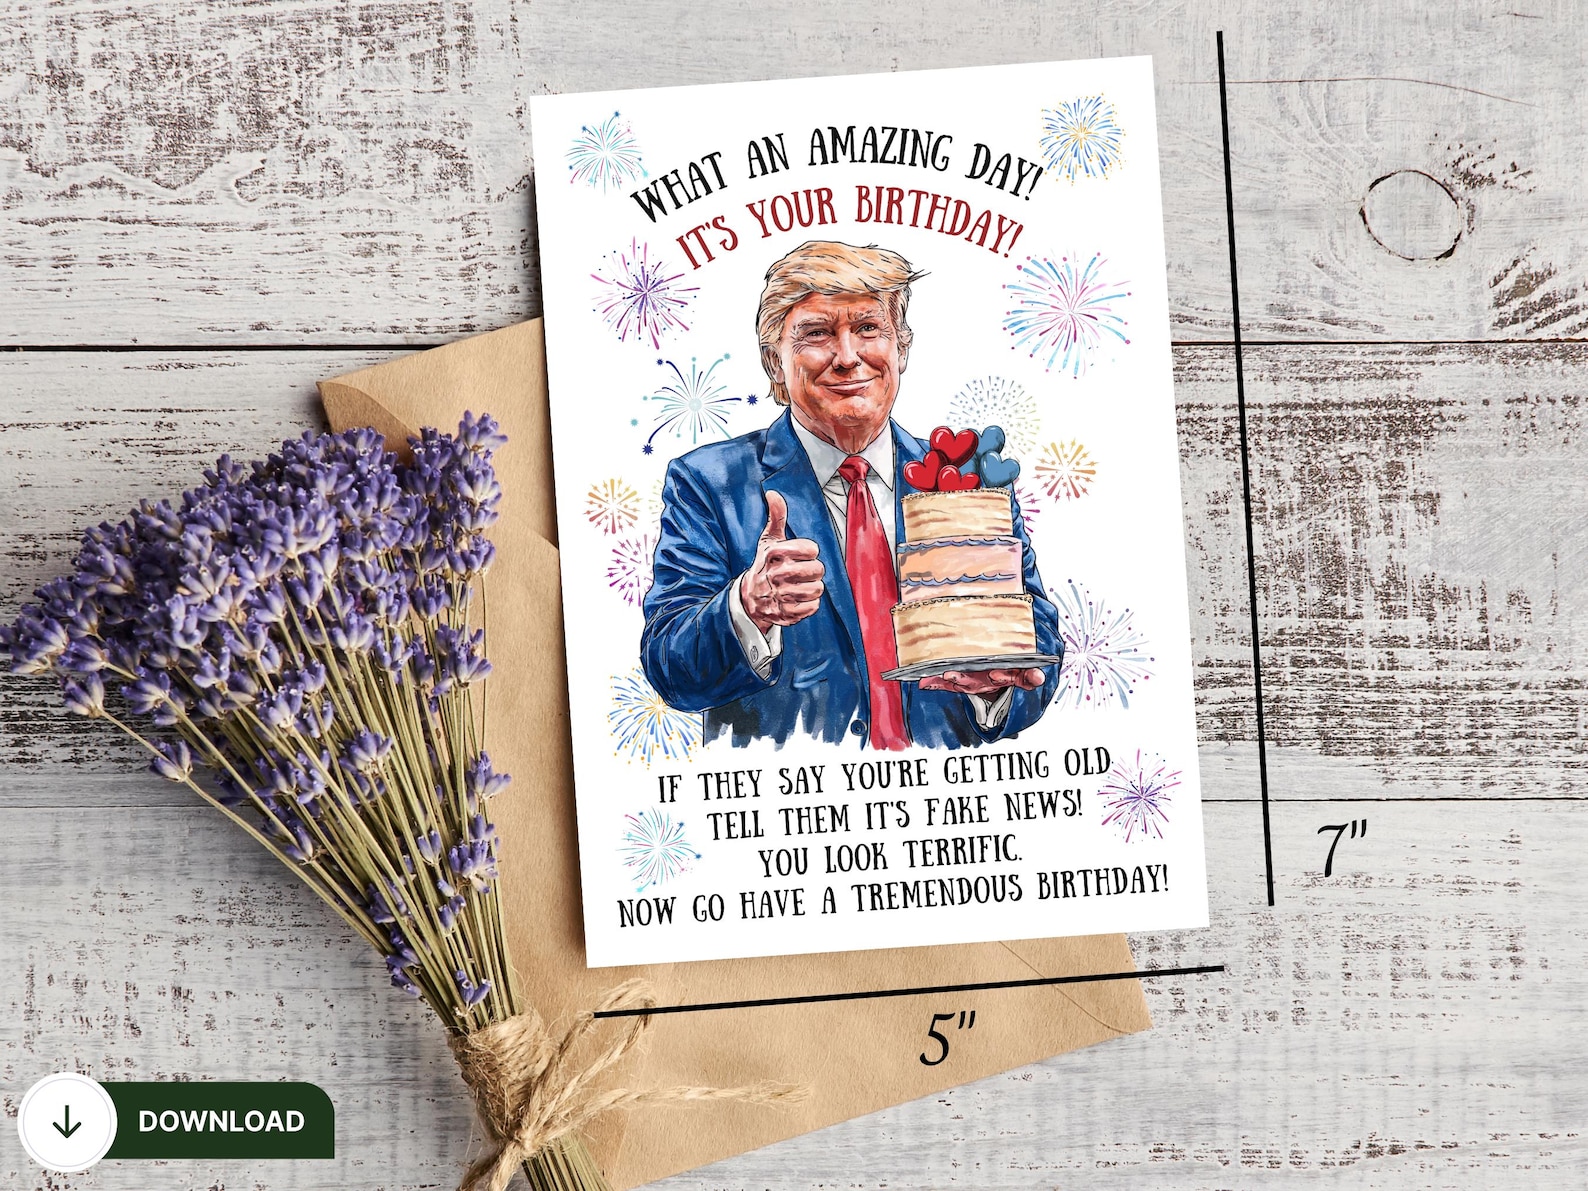 WHAT AN AMAZING DAY!
IT'S YOUR BIRTHDAY!
IF THEY SAY YOU'RE GETTING OLD
TELL THEM IT'S FAKE NEWS!
YOU LOOK TERRIFIC.
NOW GO HAVE A TREMENDOUS BIRTHDAY!
7"
5"
DOWNLOAD